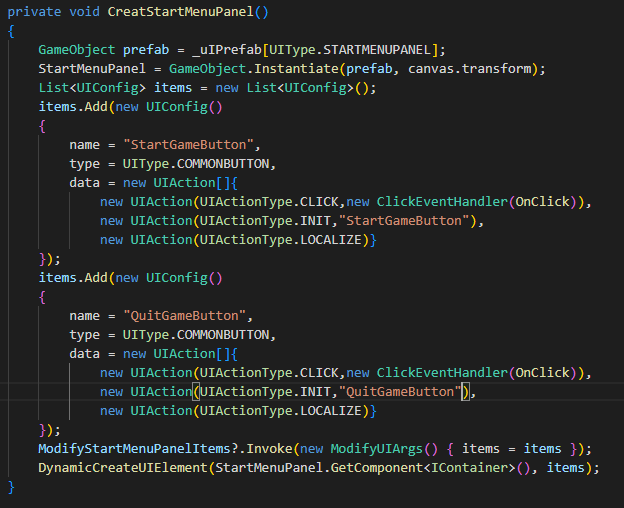 private void CreatStartMenuPanel()
{
    GameObject prefab = _uIPrefab[UIType.STARTMENUPANEL];
    StartMenuPanel = GameObject.Instantiate(prefab, canvas.transform);
    List<UIConfig> items = new List<UIConfig>();
    items.Add(new UIConfig()
    {
        name = "StartGameButton",
        type = UIType.COMMONBUTTON,
        data = new UIAction[]{
            new UIAction(UIActionType.CLICK,new ClickEventHandler(OnClick)),
            new UIAction(UIActionType.INIT,"StartGameButton"),
            new UIAction(UIActionType.LOCALIZE)}
    });
    items.Add(new UIConfig()
    {
        name = "QuitGameButton",
        type = UIType.COMMONBUTTON,
        data = new UIAction[]{
            new UIAction(UIActionType.CLICK,new ClickEventHandler(OnClick)),
            new UIAction(UIActionType.INIT,"QuitGameButton"),
            new UIAction(UIActionType.LOCALIZE)}
    });
    ModifyStartMenuPanelItems?.Invoke(new ModifyUIArgs() { items = items });
    DynamicCreateUIElement(StartMenuPanel.GetComponent<IContainer>(), items);
}